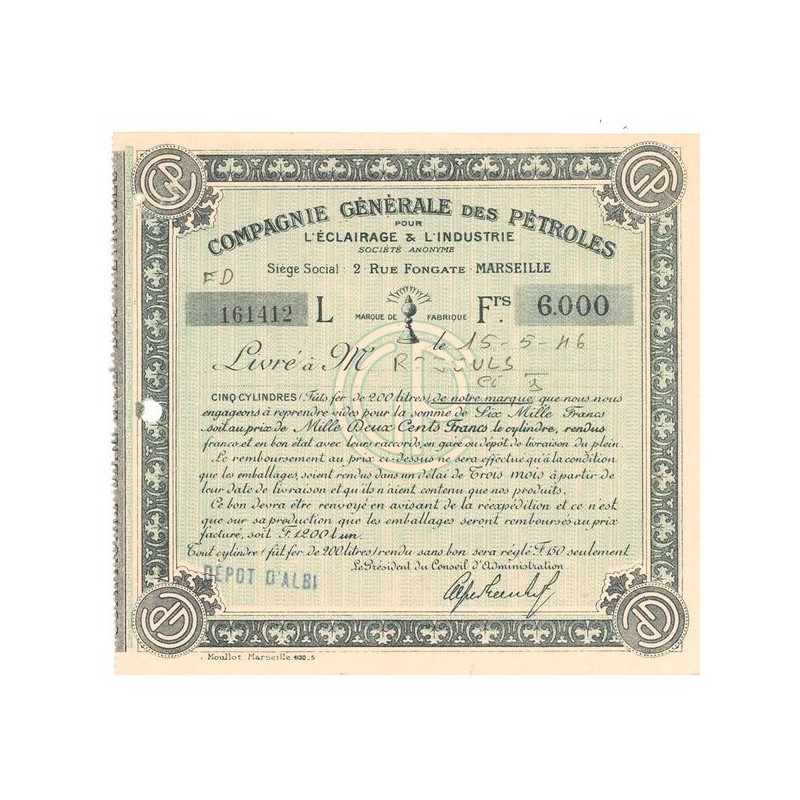 COMPAGNIE GÉNÉRALE DES PÉTROLES
POUR
L'ÉCLAIRAGE & L'INDUSTRIE
SOCIÉTÉ ANONYME
Siège Social : 2 · RUE FONGATE · MARSEILLE
FD
161412 L MARQUE DE FABRIQUE Frs. 6.000
le 15-5-46
Livré à M
CINQ CYLINDRES (Fûts fer de 200 litres) de notre marque, que nous nous
engageons à reprendre vides pour la somme de Six Mille Francs
soit au prix de Mille Deux Cents Francs le cylindre, rendus
franco et en bon état avec leurs raccords, en gare ou dépôt de livraison du plein.
Le remboursement au prix ci-dessus ne sera effectué qu'à la condition
que les emballages, soient rendus dans un délai de Trois mois à partir de
leur date de livraison et qu'ils n'aient contenu que nos produits.
Ce bon devra être renvoyé en avisant de la réexpédition et ce n'est
que sur sa production que les emballages seront remboursés au prix
facturé, soit F. 1200 l'un.
Tout cylindre (fût fer de 200 litres) rendu sans bon sera réglé F. 150 seulement
Le Président du Conseil d'Administration
DÉPOT D'ALBI
Moullot Marseille